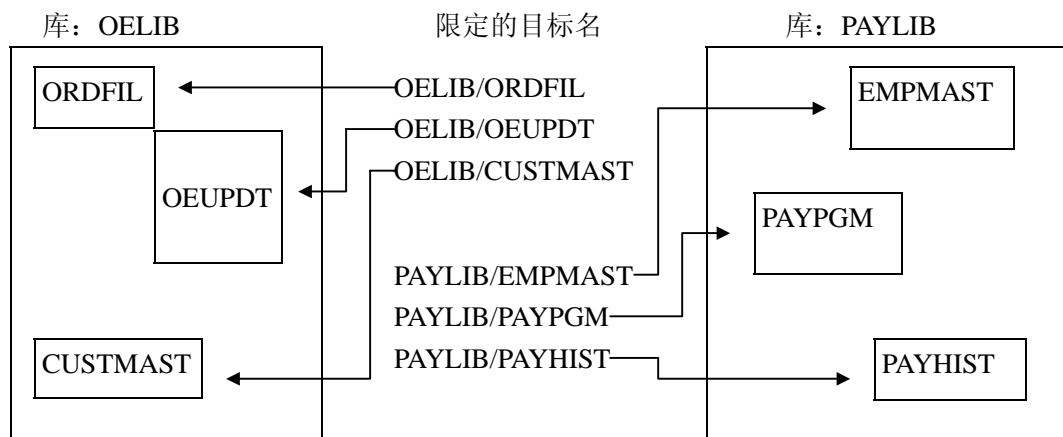 库：OELIB
限定的目标名
库：PAYLIB
ORDFIL
OELIB/ORDFIL
EMPMAST
OELIB/OEUPDT
OELIB/CUSTMAST
OEUPDT
PAYPGM
PAYLIB/EMPMAST
PAYLIB/PAYPGM
PAYLIB/PAYHIST
CUSTMAST
PAYHIST